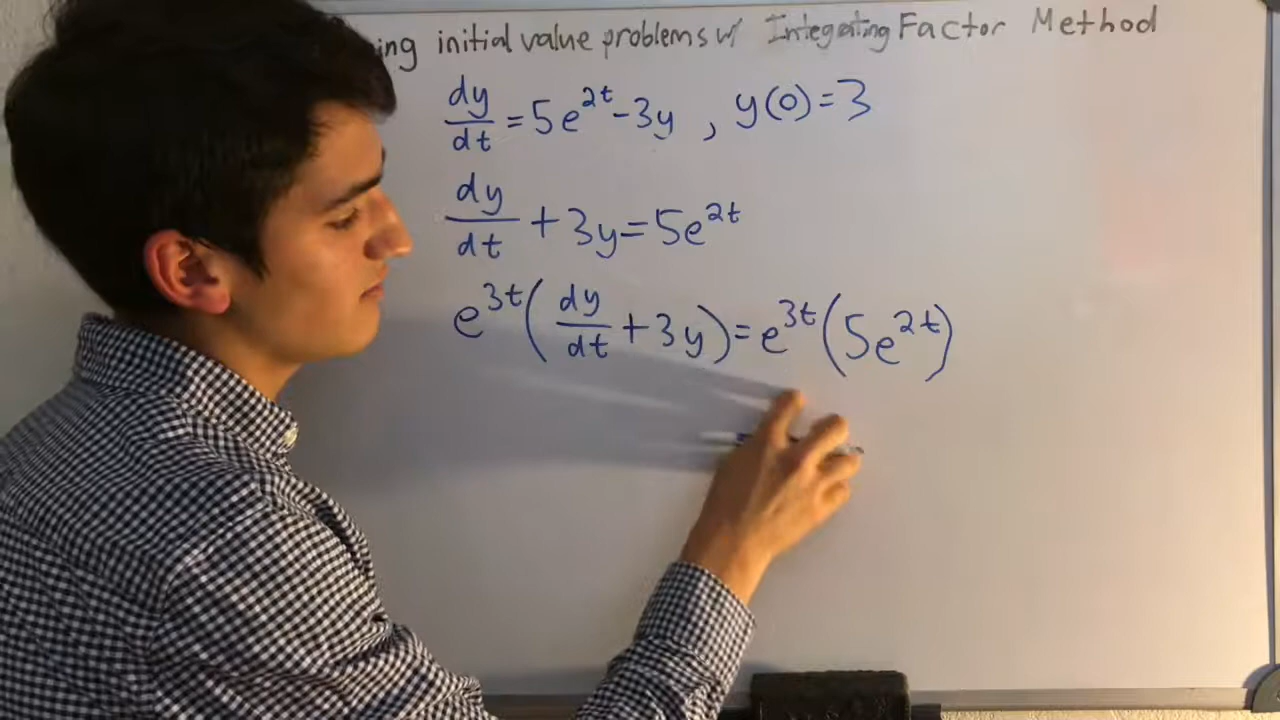 initial value problems w/ Integrating Factor Method
dy/dt = 5e^{2t} - 3y , y(0) = 3
dy/dt + 3y = 5e^{2t}
e^{3t}(dy/dt + 3y) = e^{3t}(5e^{2t})